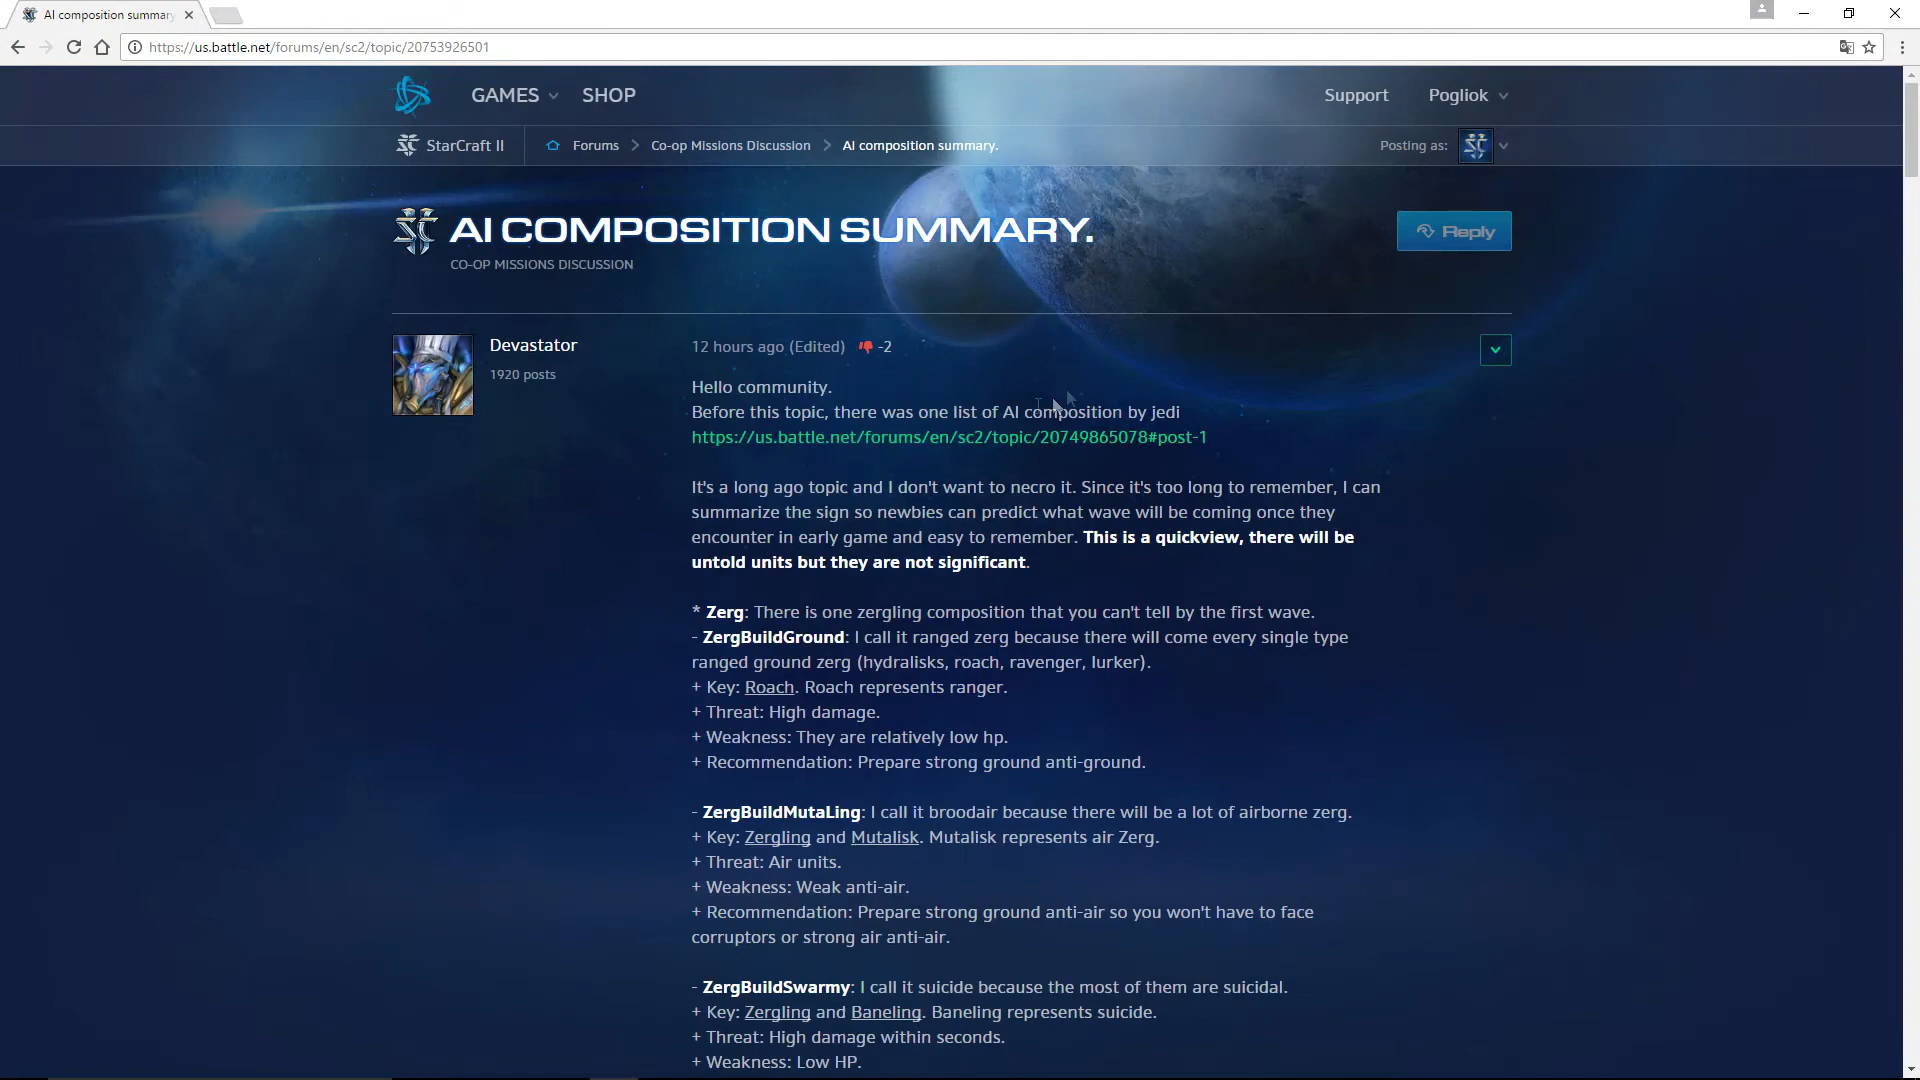 AI composition summary
https://us.battle.net/forums/en/sc2/topic/20753926501
GAMES SHOP Support Pogliok
StarCraft II Forums Co-op Missions Discussion AI composition summary. Posting as:
AI COMPOSITION SUMMARY.
Reply
CO-OP MISSIONS DISCUSSION
Devastator
1920 posts
12 hours ago (Edited) -2
Hello community.
Before this topic, there was one list of AI composition by jedi
https://us.battle.net/forums/en/sc2/topic/20749865078#post-1
It's a long ago topic and I don't want to necro it. Since it's too long to remember, I can
summarize the sign so newbies can predict what wave will be coming once they
encounter in early game and easy to remember. This is a quickview, there will be
untold units but they are not significant.
* Zerg: There is one zergling composition that you can't tell by the first wave.
- ZergBuildGround: I call it ranged zerg because there will come every single type
ranged ground zerg (hydralisks, roach, ravenger, lurker).
+ Key: Roach. Roach represents ranger.
+ Threat: High damage.
+ Weakness: They are relatively low hp.
+ Recommendation: Prepare strong ground anti-ground.
- ZergBuildMutaLing: I call it broodair because there will be a lot of airborne zerg.
+ Key: Zergling and Mutalisk. Mutalisk represents air Zerg.
+ Threat: Air units.
+ Weakness: Weak anti-air.
+ Recommendation: Prepare strong ground anti-air so you won't have to face
corruptors or strong air anti-air.
- ZergBuildSwarmy: I call it suicide because the most of them are suicidal.
+ Key: Zergling and Baneling. Baneling represents suicide.
+ Threat: High damage within seconds.
+ Weakness: Low HP.